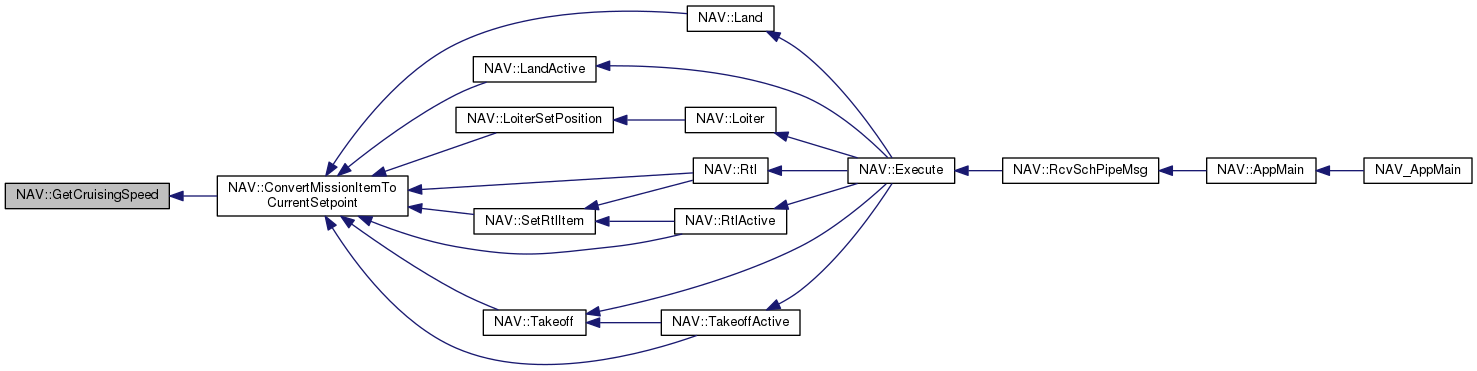 NAV::Land
NAV::LandActive
NAV::LoiterSetPosition
NAV::Loiter
NAV::GetCruisingSpeed
NAV::ConvertMissionItemTo
CurrentSetpoint
NAV::Rtl
NAV::Execute
NAV::RcvSchPipeMsg
NAV::AppMain
NAV_AppMain
NAV::SetRtlItem
NAV::RtlActive
NAV::Takeoff
NAV::TakeoffActive